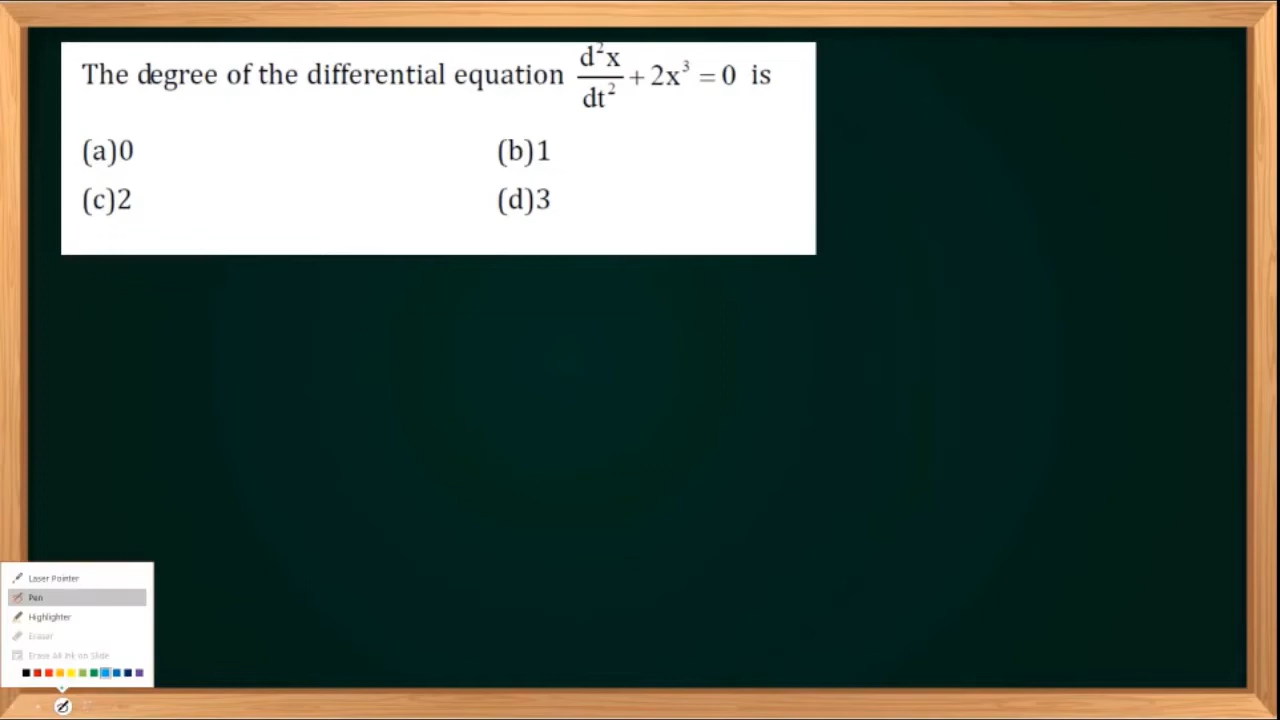 The degree of the differential equation d²x/dt² + 2x³ = 0 is
(a)0 (b)1
(c)2 (d)3
Laser Pointer
Pen
Highlighter
Eraser
Erase All Ink on Slide